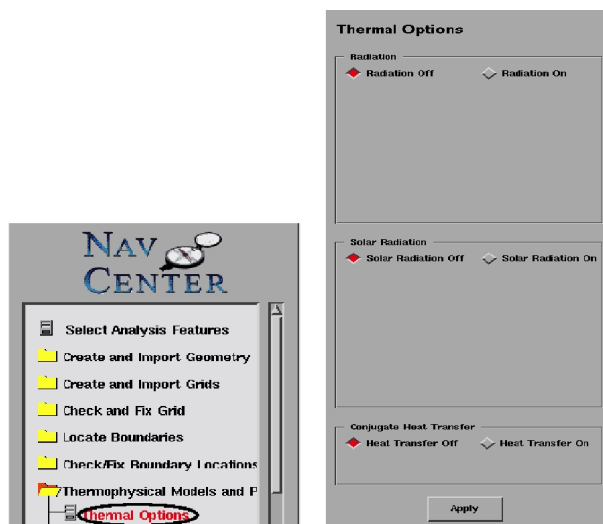 NAV
CENTER
Select Analysis Features
Create and Import Geometry
Create and Import Grids
Check and Fix Grid
Locate Boundaries
Check/Fix Boundary Locations
Thermophysical Models and P
Thermal Options
Thermal Options
Radiation
Radiation Off Radiation On
Solar Radiation
Solar Radiation Off Solar Radiation On
Conjugate Heat Transfer
Heat Transfer Off Heat Transfer On
Apply